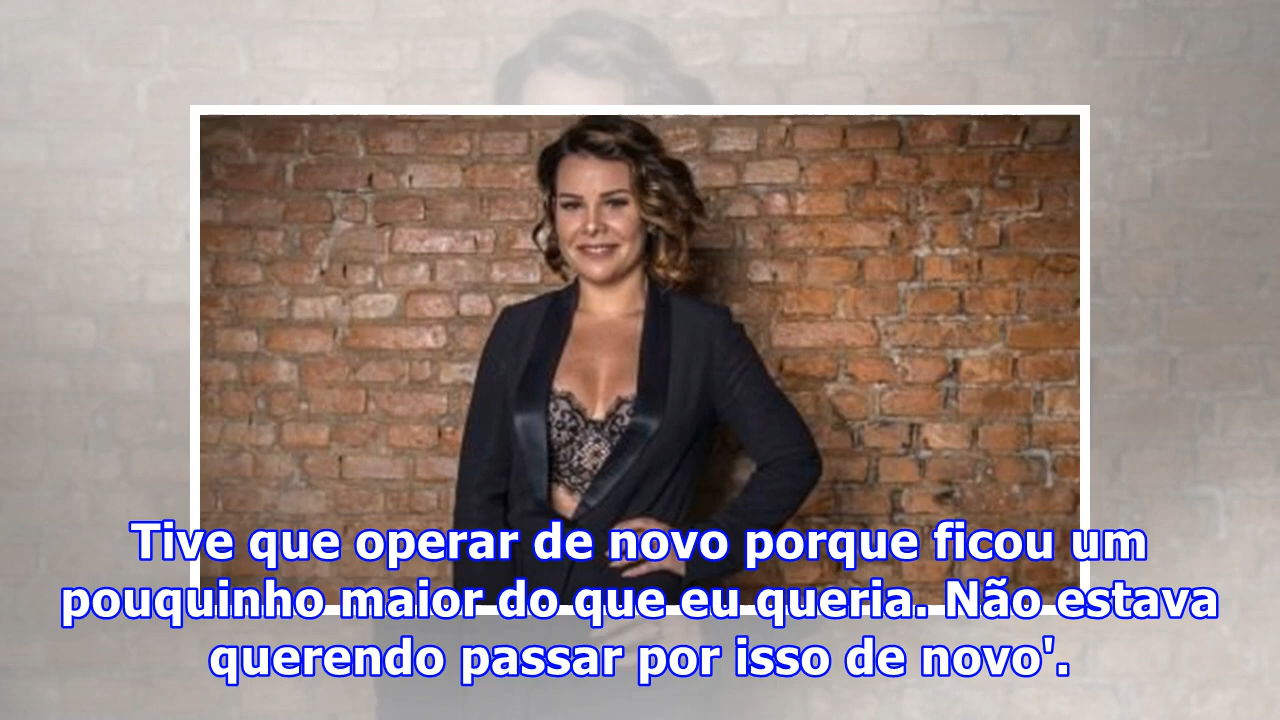 Tive que operar de novo porque ficou um
pouquinho maior do que eu queria. Não estava
querendo passar por isso de novo'.